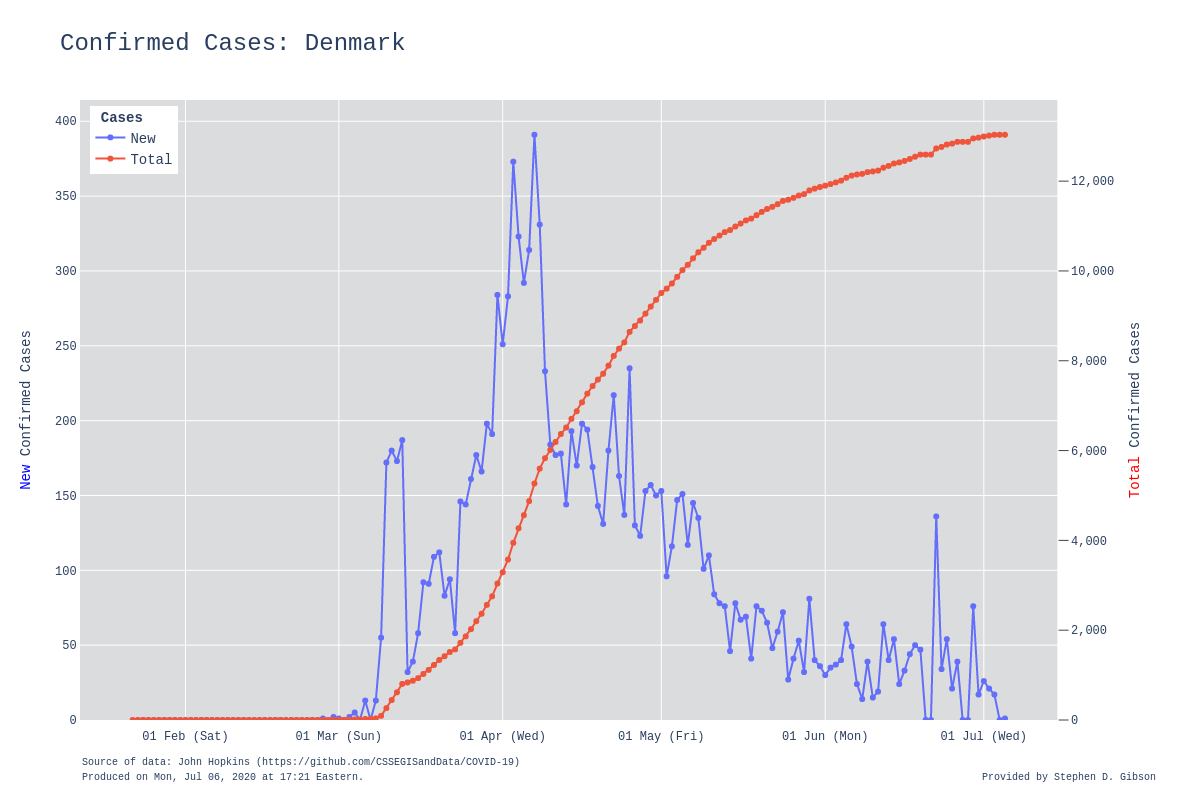 Confirmed Cases: Denmark
Cases
New
Total
400
350
300
250
200
150
100
50
0
12,000
10,000
8,000
6,000
4,000
2,000
0
New Confirmed Cases
Total Confirmed Cases
01 Feb (Sat)
01 Mar (Sun)
01 Apr (Wed)
01 May (Fri)
01 Jun (Mon)
01 Jul (Wed)
Source of data: John Hopkins (https://github.com/CSSEGISandData/COVID-19)
Produced on Mon, Jul 06, 2020 at 17:21 Eastern.
Provided by Stephen D. Gibson